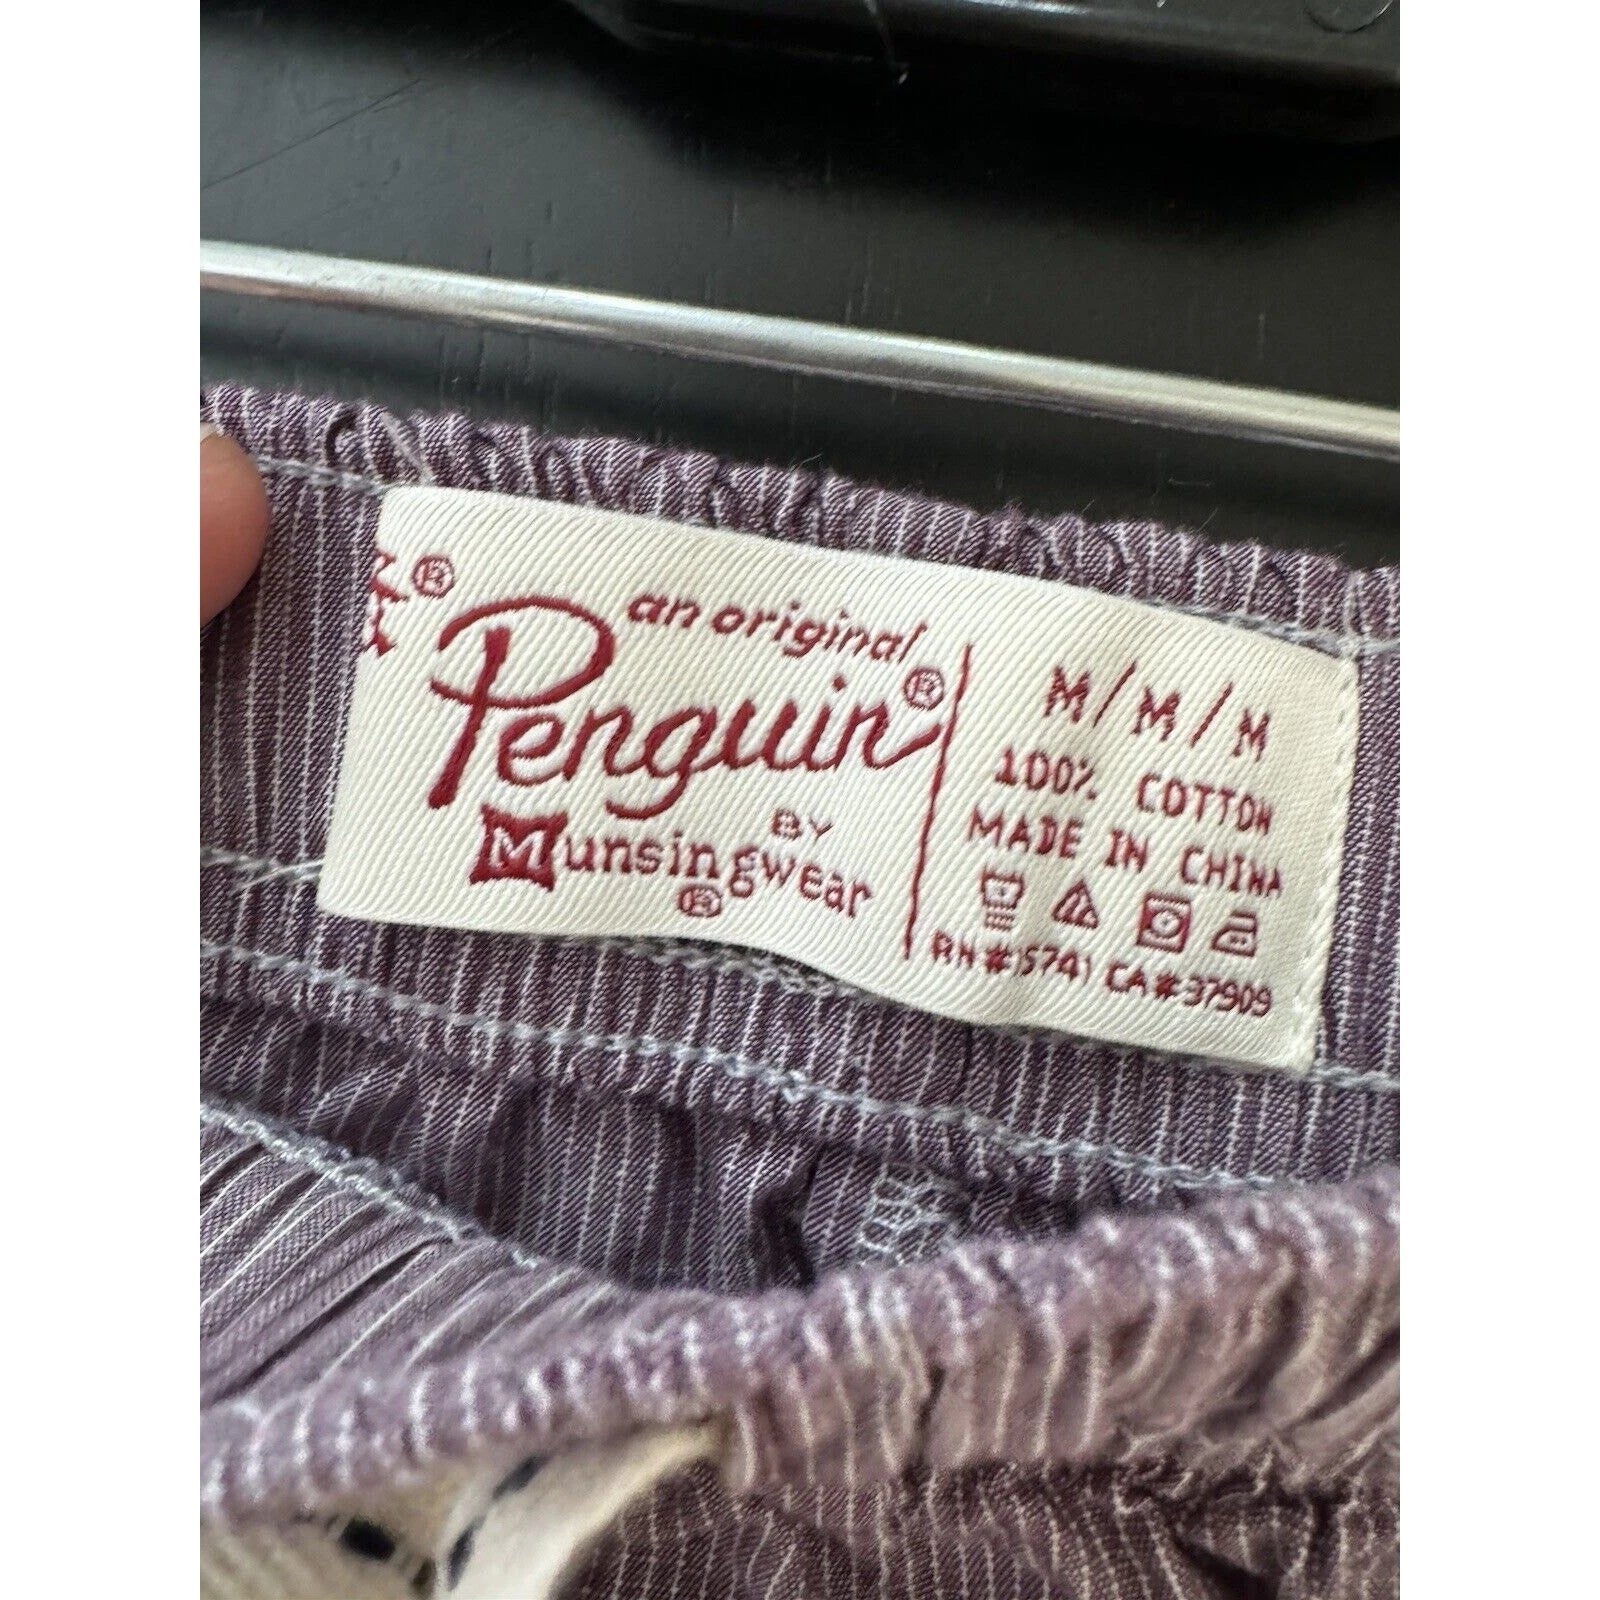 an original
Penguin®
BY
Munsingwear
®
M/M/M
100% COTTON
MADE IN CHINA
RN#15741 CA#37909
®